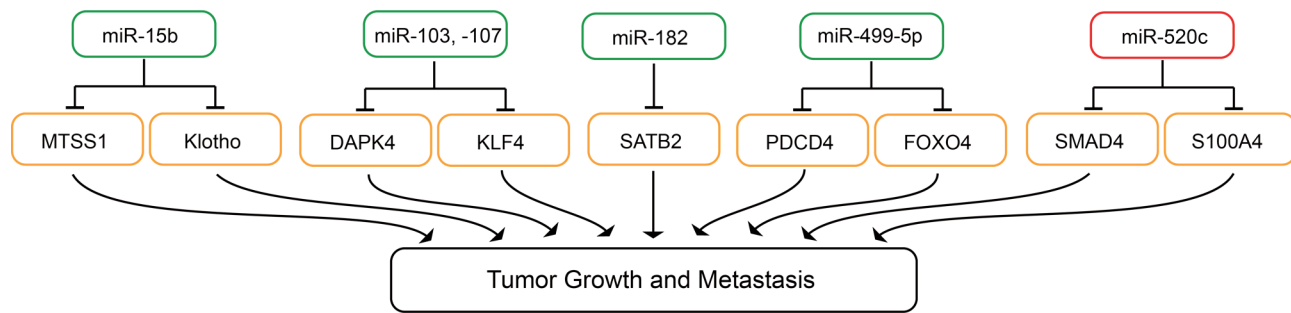 miR-15b
miR-103, -107
miR-182
miR-499-5p
miR-520c
MTSS1
Klotho
DAPK4
KLF4
SATB2
PDCD4
FOXO4
SMAD4
S100A4
Tumor Growth and Metastasis